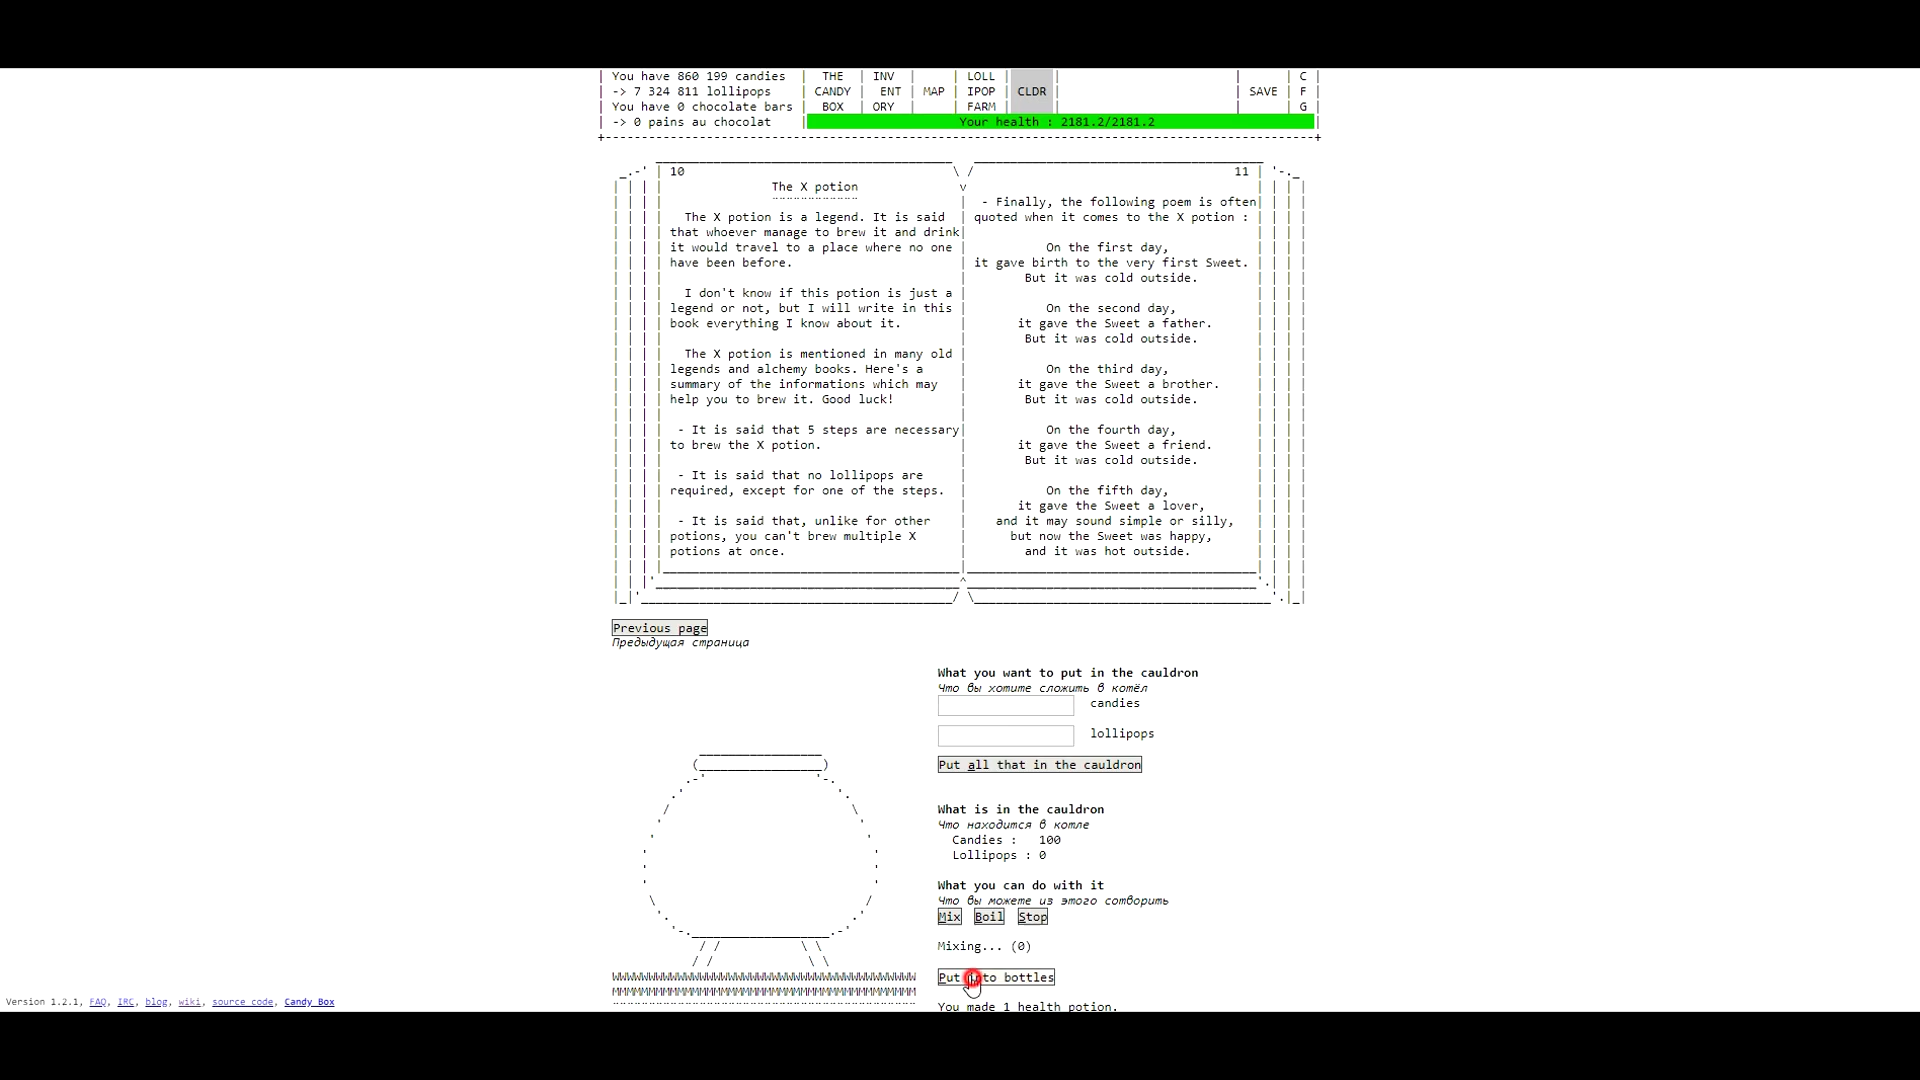 You have 860 199 candies | THE | INV | | LOLL | | | | C |
-> 7 324 811 lollipops | CANDY | ENT | MAP | IPOP | CLDR | | SAVE | F |
You have 0 chocolate bars | BOX | ORY | | FARM | | | | G |
-> 0 pains au chocolat
Your health : 2181.2/2181.2
10
The X potion
The X potion is a legend. It is said
that whoever manage to brew it and drink
it would travel to a place where no one
have been before.
I don't know if this potion is just a
legend or not, but I will write in this
book everything I know about it.
The X potion is mentioned in many old
legends and alchemy books. Here's a
summary of the informations which may
help you to brew it. Good luck!
- It is said that 5 steps are necessary
to brew the X potion.
- It is said that no lollipops are
required, except for one of the steps.
- It is said that, unlike for other
potions, you can't brew multiple X
potions at once.
11
- Finally, the following poem is often
quoted when it comes to the X potion :
On the first day,
it gave birth to the very first Sweet.
But it was cold outside.
On the second day,
it gave the Sweet a father.
But it was cold outside.
On the third day,
it gave the Sweet a brother.
But it was cold outside.
On the fourth day,
it gave the Sweet a friend.
But it was cold outside.
On the fifth day,
it gave the Sweet a lover,
and it may sound simple or silly,
but now the Sweet was happy,
and it was hot outside.
Previous page
Предыдущая страница
What you want to put in the cauldron
Что вы хотите сложить в котёл
candies
lollipops
Put all that in the cauldron
What is in the cauldron
Что находится в котле
Candies : 100
Lollipops : 0
What you can do with it
Что вы можете из этого сотворить
Mix Boil Stop
Mixing... (0)
Put into bottles
You made 1 health potion.
Version 1.2.1, FAQ, IRC, blog, wiki, source code, Candy Box